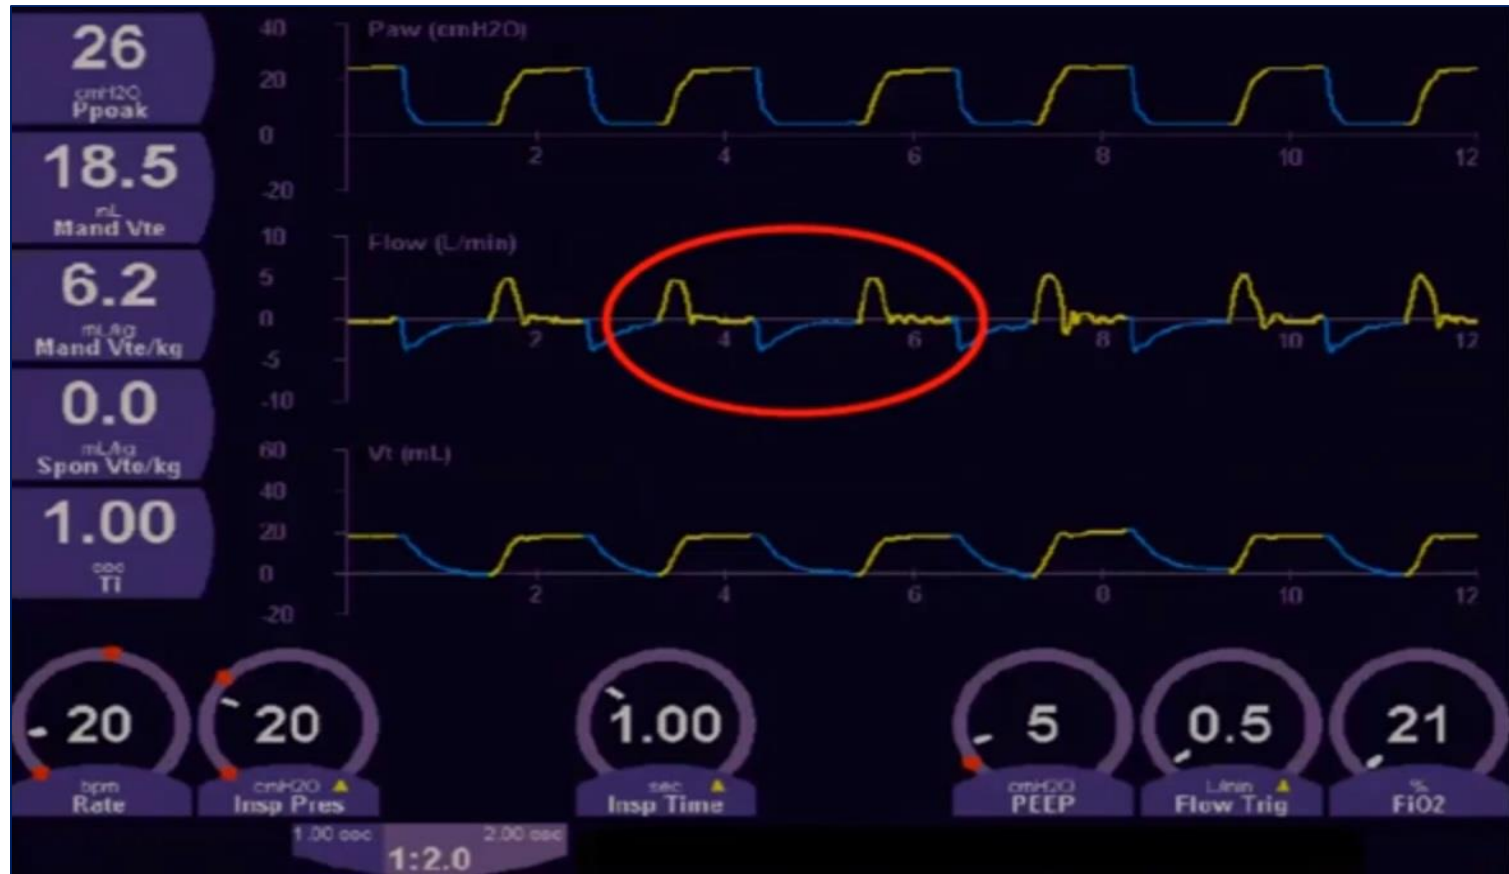 26
cmH2O
Ppeak
18.5
mL
Mand Vte
6.2
mL/kg
Mand Vte/kg
0.0
mL/kg
Spon Vte/kg
1.00
sec
Ti
40
20
0
-20
Paw (cmH2O)
2 4 6 8 10 12
10
5
0
-5
-10
Flow (L/min)
2 4 6 8 10 12
60
40
20
0
-20
Vt (mL)
2 4 6 8 10 12
20
bpm
Rate
20
cmH2O
Insp Pres
1.00
sec
Insp Time
5
cmH2O
PEEP
0.5
L/min
Flow Trig
21
%
FiO2
1.00 sec 2.00 sec
1:2.0